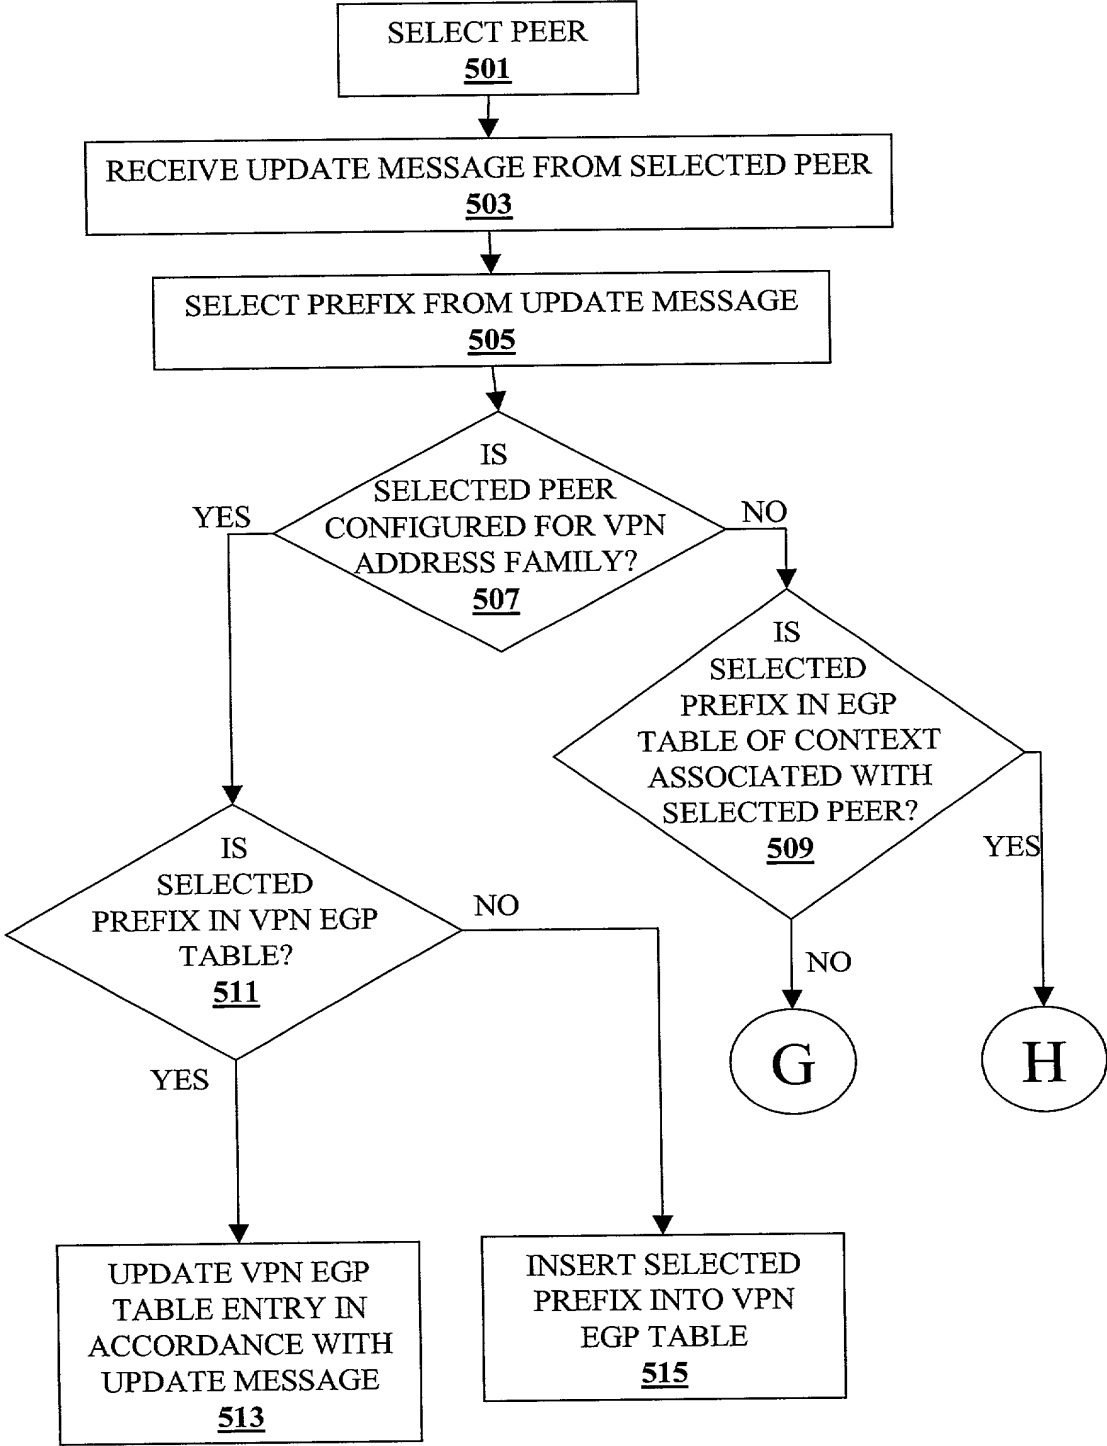 SELECT PEER
501
RECEIVE UPDATE MESSAGE FROM SELECTED PEER
503
SELECT PREFIX FROM UPDATE MESSAGE
505
IS
SELECTED PEER
CONFIGURED FOR VPN
ADDRESS FAMILY?
507
YES
NO
IS
SELECTED
PREFIX IN EGP
TABLE OF CONTEXT
ASSOCIATED WITH
SELECTED PEER?
509
YES
NO
G
H
IS
SELECTED
PREFIX IN VPN EGP
TABLE?
511
NO
YES
UPDATE VPN EGP
TABLE ENTRY IN
ACCORDANCE WITH
UPDATE MESSAGE
513
INSERT SELECTED
PREFIX INTO VPN
EGP TABLE
515